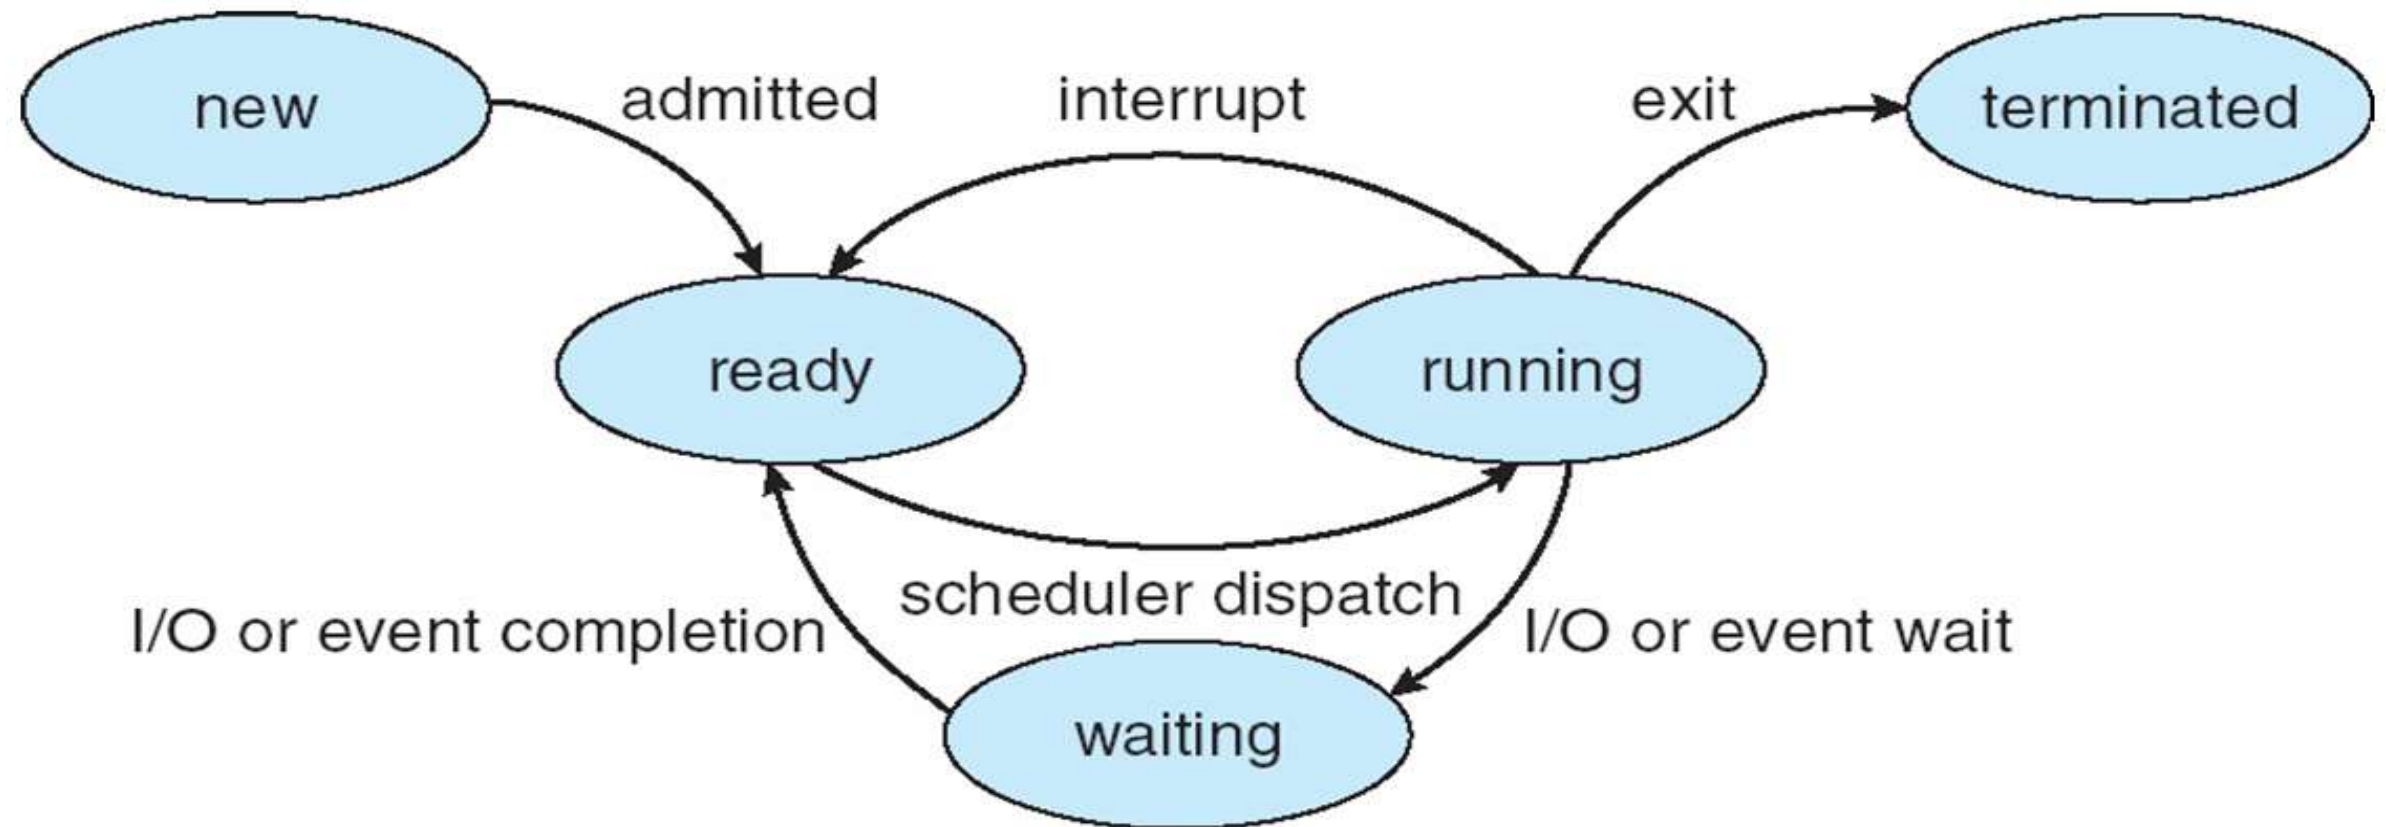 new
admitted
interrupt
exit
terminated
ready
running
scheduler dispatch
I/O or event completion
I/O or event wait
waiting